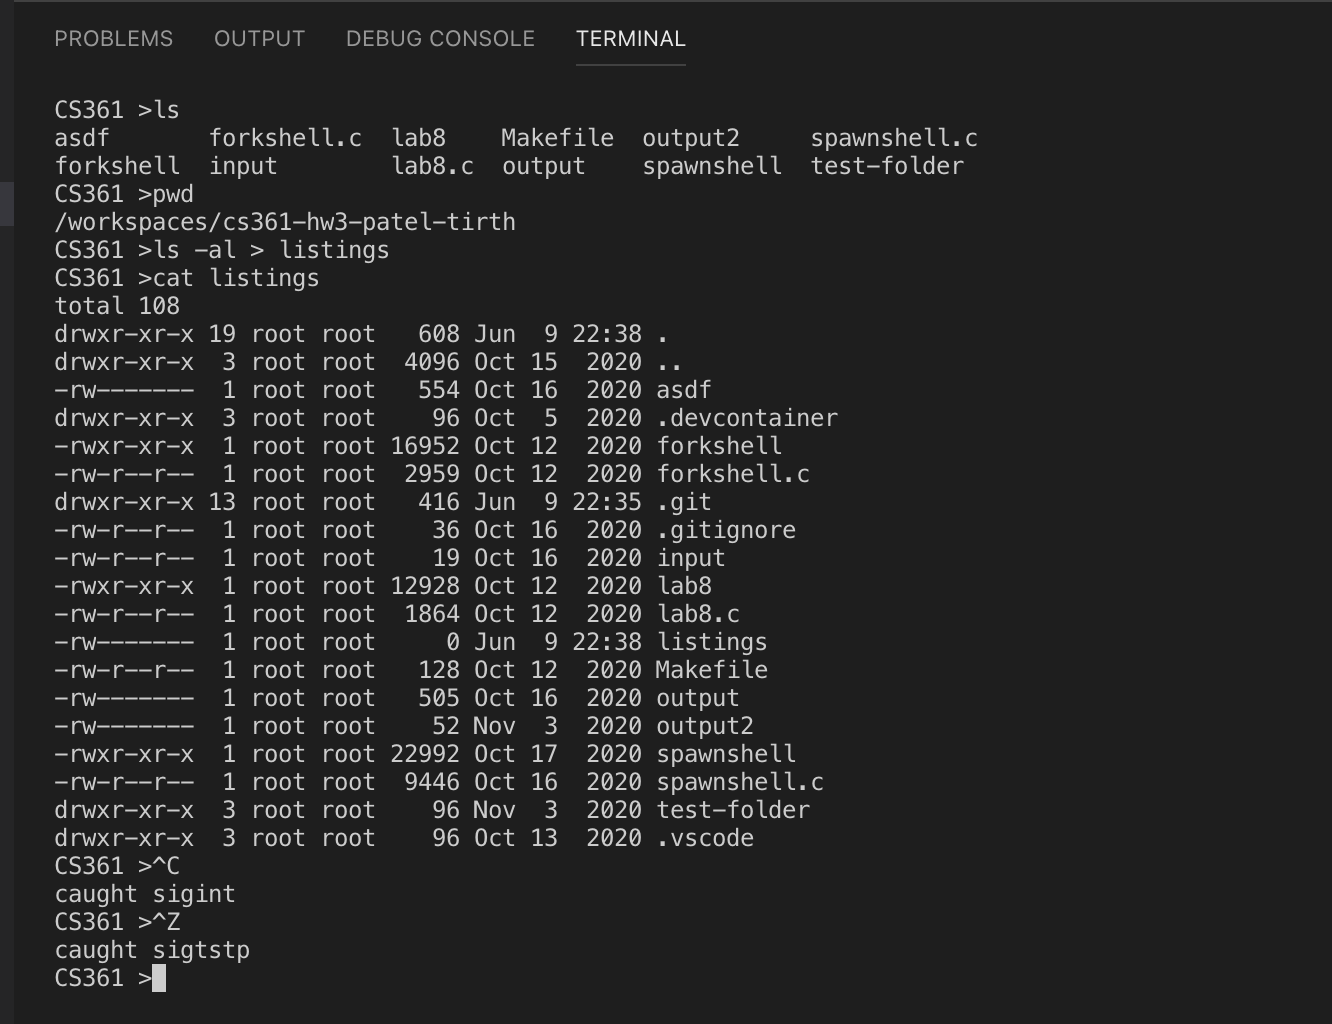 PROBLEMS OUTPUT DEBUG CONSOLE TERMINAL
CS361 >ls
asdf       forkshell.c  lab8    Makefile  output2     spawnshell.c
forkshell  input        lab8.c  output    spawnshell  test-folder
CS361 >pwd
/workspaces/cs361-hw3-patel-tirth
CS361 >ls -al > listings
CS361 >cat listings
total 108
drwxr-xr-x 19 root root   608 Jun  9 22:38 .
drwxr-xr-x  3 root root  4096 Oct 15  2020 ..
-rw-------  1 root root   554 Oct 16  2020 asdf
drwxr-xr-x  3 root root    96 Oct  5  2020 .devcontainer
-rwxr-xr-x  1 root root 16952 Oct 12  2020 forkshell
-rw-r--r--  1 root root  2959 Oct 12  2020 forkshell.c
drwxr-xr-x 13 root root   416 Jun  9 22:35 .git
-rw-r--r--  1 root root    36 Oct 16  2020 .gitignore
-rw-r--r--  1 root root    19 Oct 16  2020 input
-rwxr-xr-x  1 root root 12928 Oct 12  2020 lab8
-rw-r--r--  1 root root  1864 Oct 12  2020 lab8.c
-rw-------  1 root root     0 Jun  9 22:38 listings
-rw-r--r--  1 root root   128 Oct 12  2020 Makefile
-rw-------  1 root root   505 Oct 16  2020 output
-rw-------  1 root root    52 Nov  3  2020 output2
-rwxr-xr-x  1 root root 22992 Oct 17  2020 spawnshell
-rw-r--r--  1 root root  9446 Oct 16  2020 spawnshell.c
drwxr-xr-x  3 root root    96 Nov  3  2020 test-folder
drwxr-xr-x  3 root root    96 Oct 13  2020 .vscode
CS361 >^C
caught sigint
CS361 >^Z
caught sigtstp
CS361 >